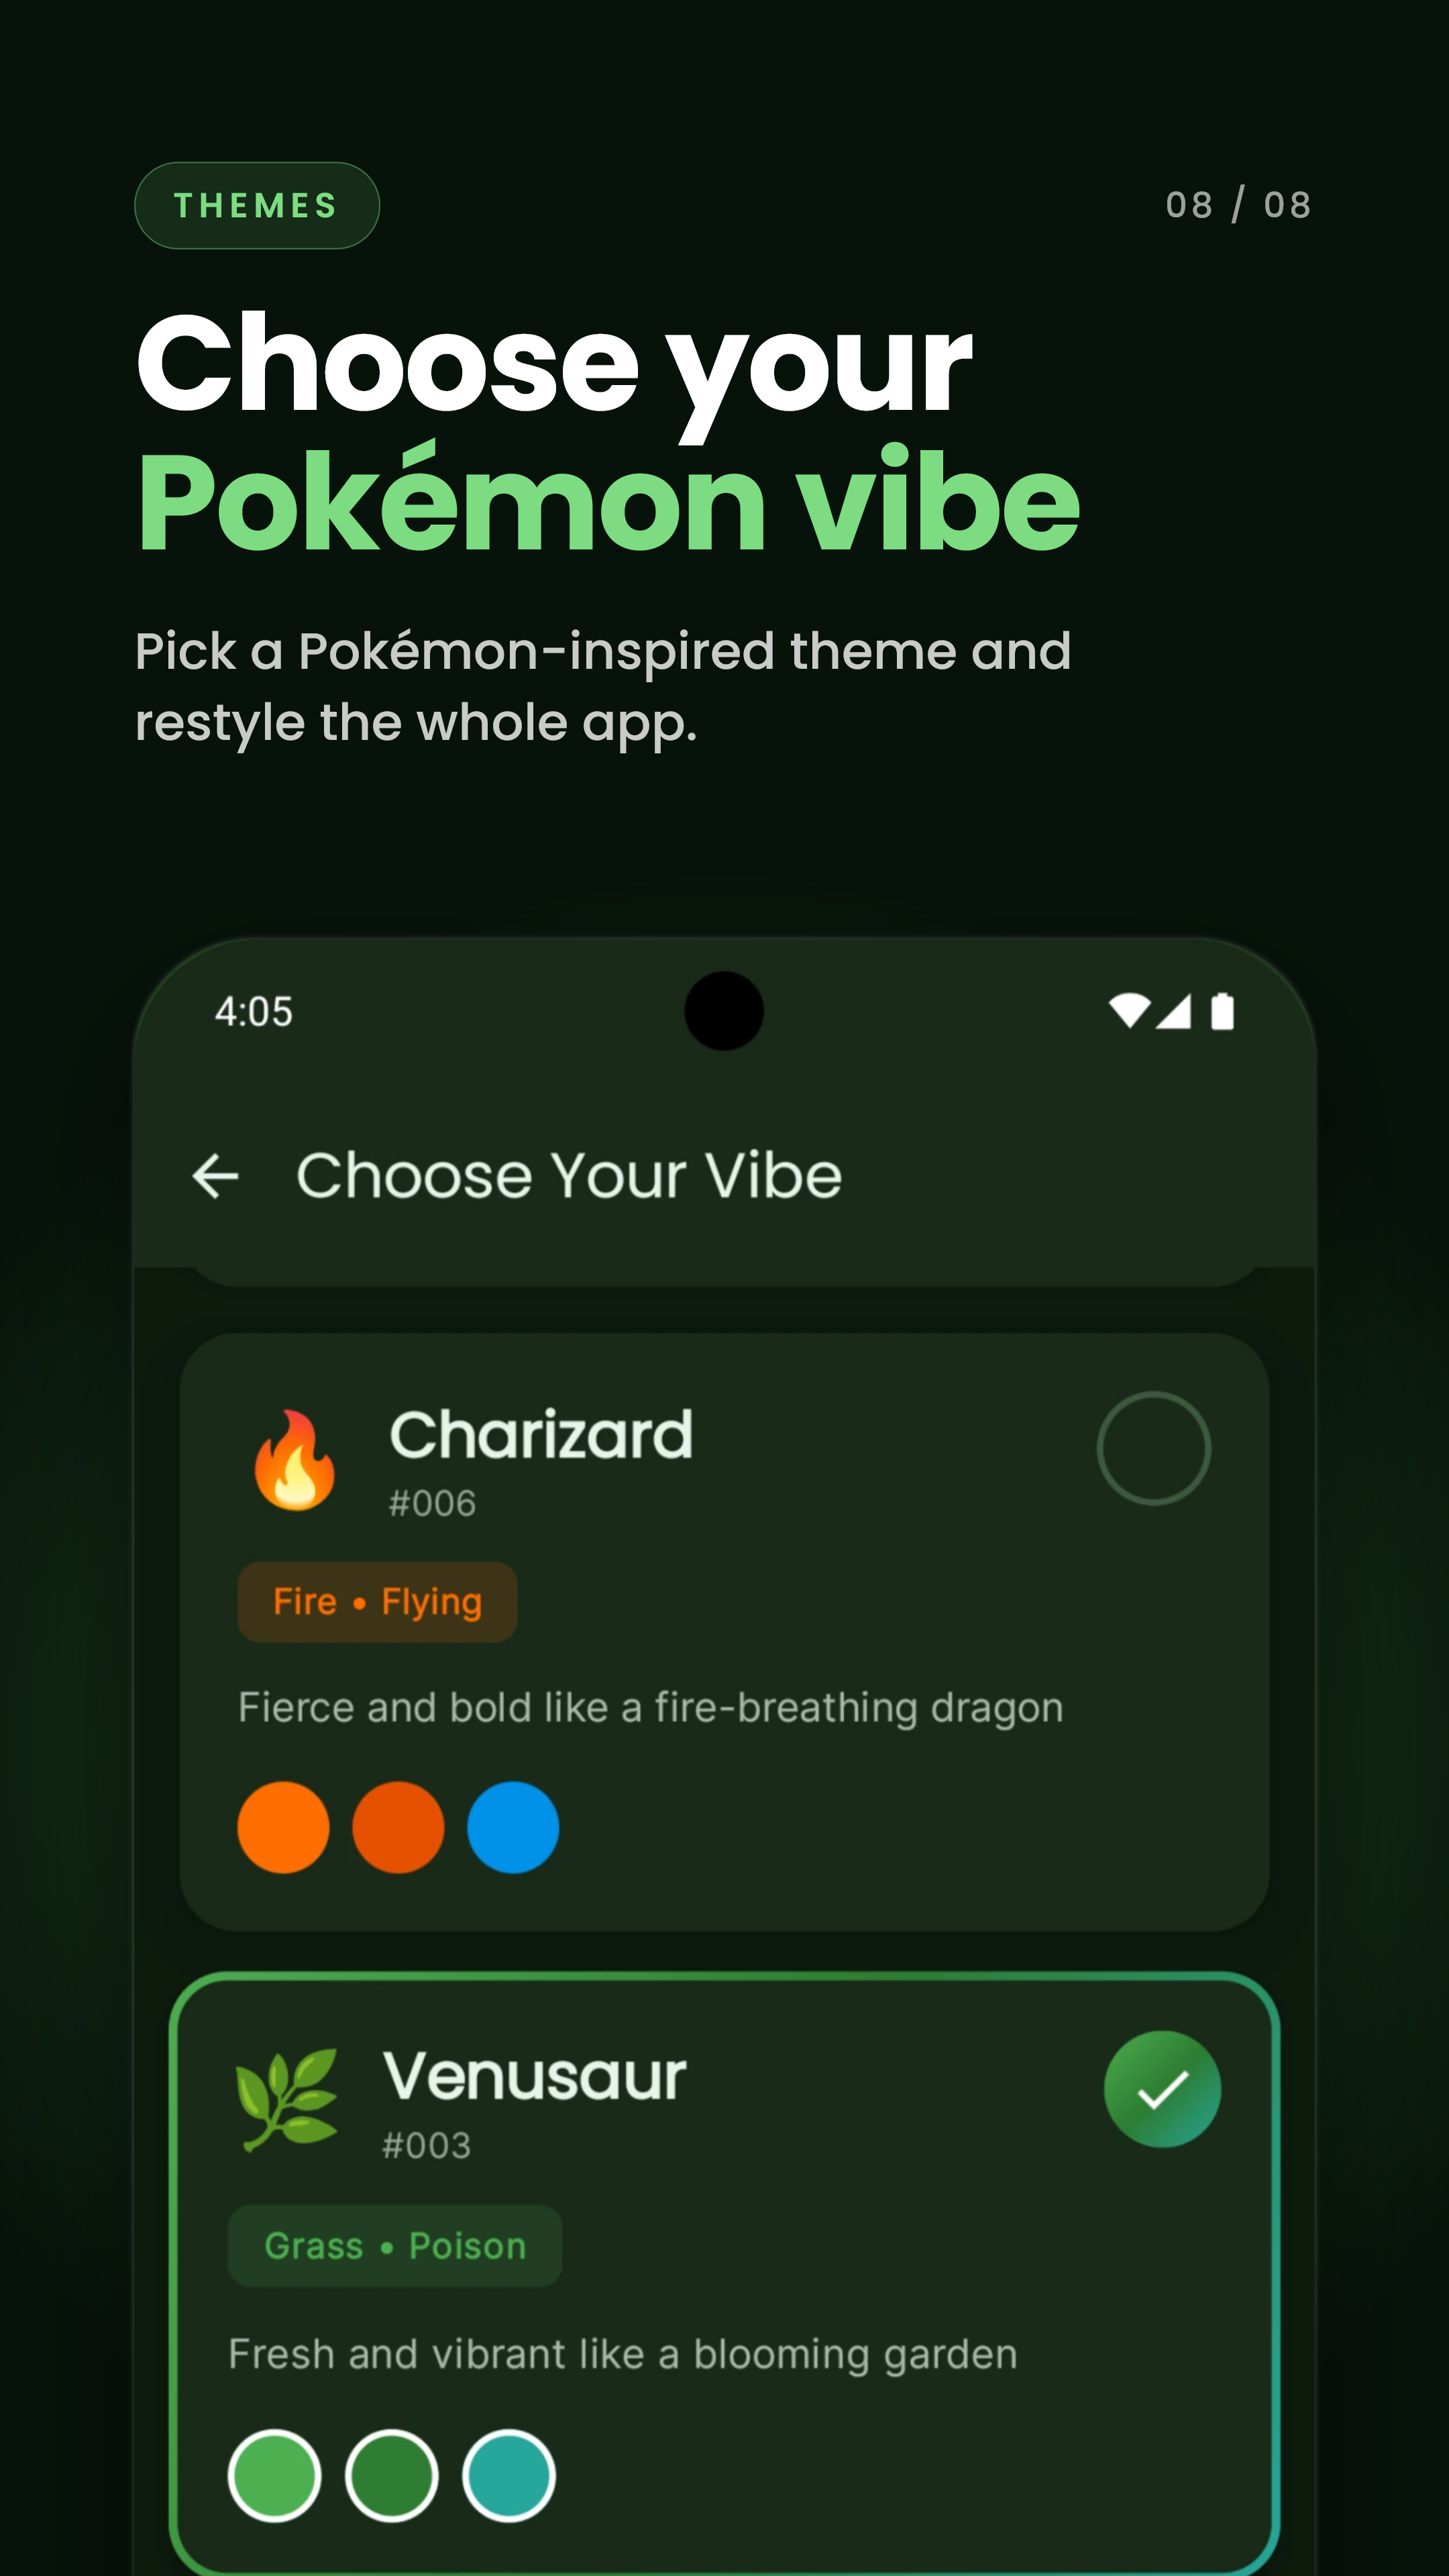 THEMES
08 / 08
Choose your
Pokémon vibe
Pick a Pokémon-inspired theme and
restyle the whole app.
4:05
Choose Your Vibe
Charizard
#006
Fire • Flying
Fierce and bold like a fire-breathing dragon
Venusaur
#003
Grass • Poison
Fresh and vibrant like a blooming garden